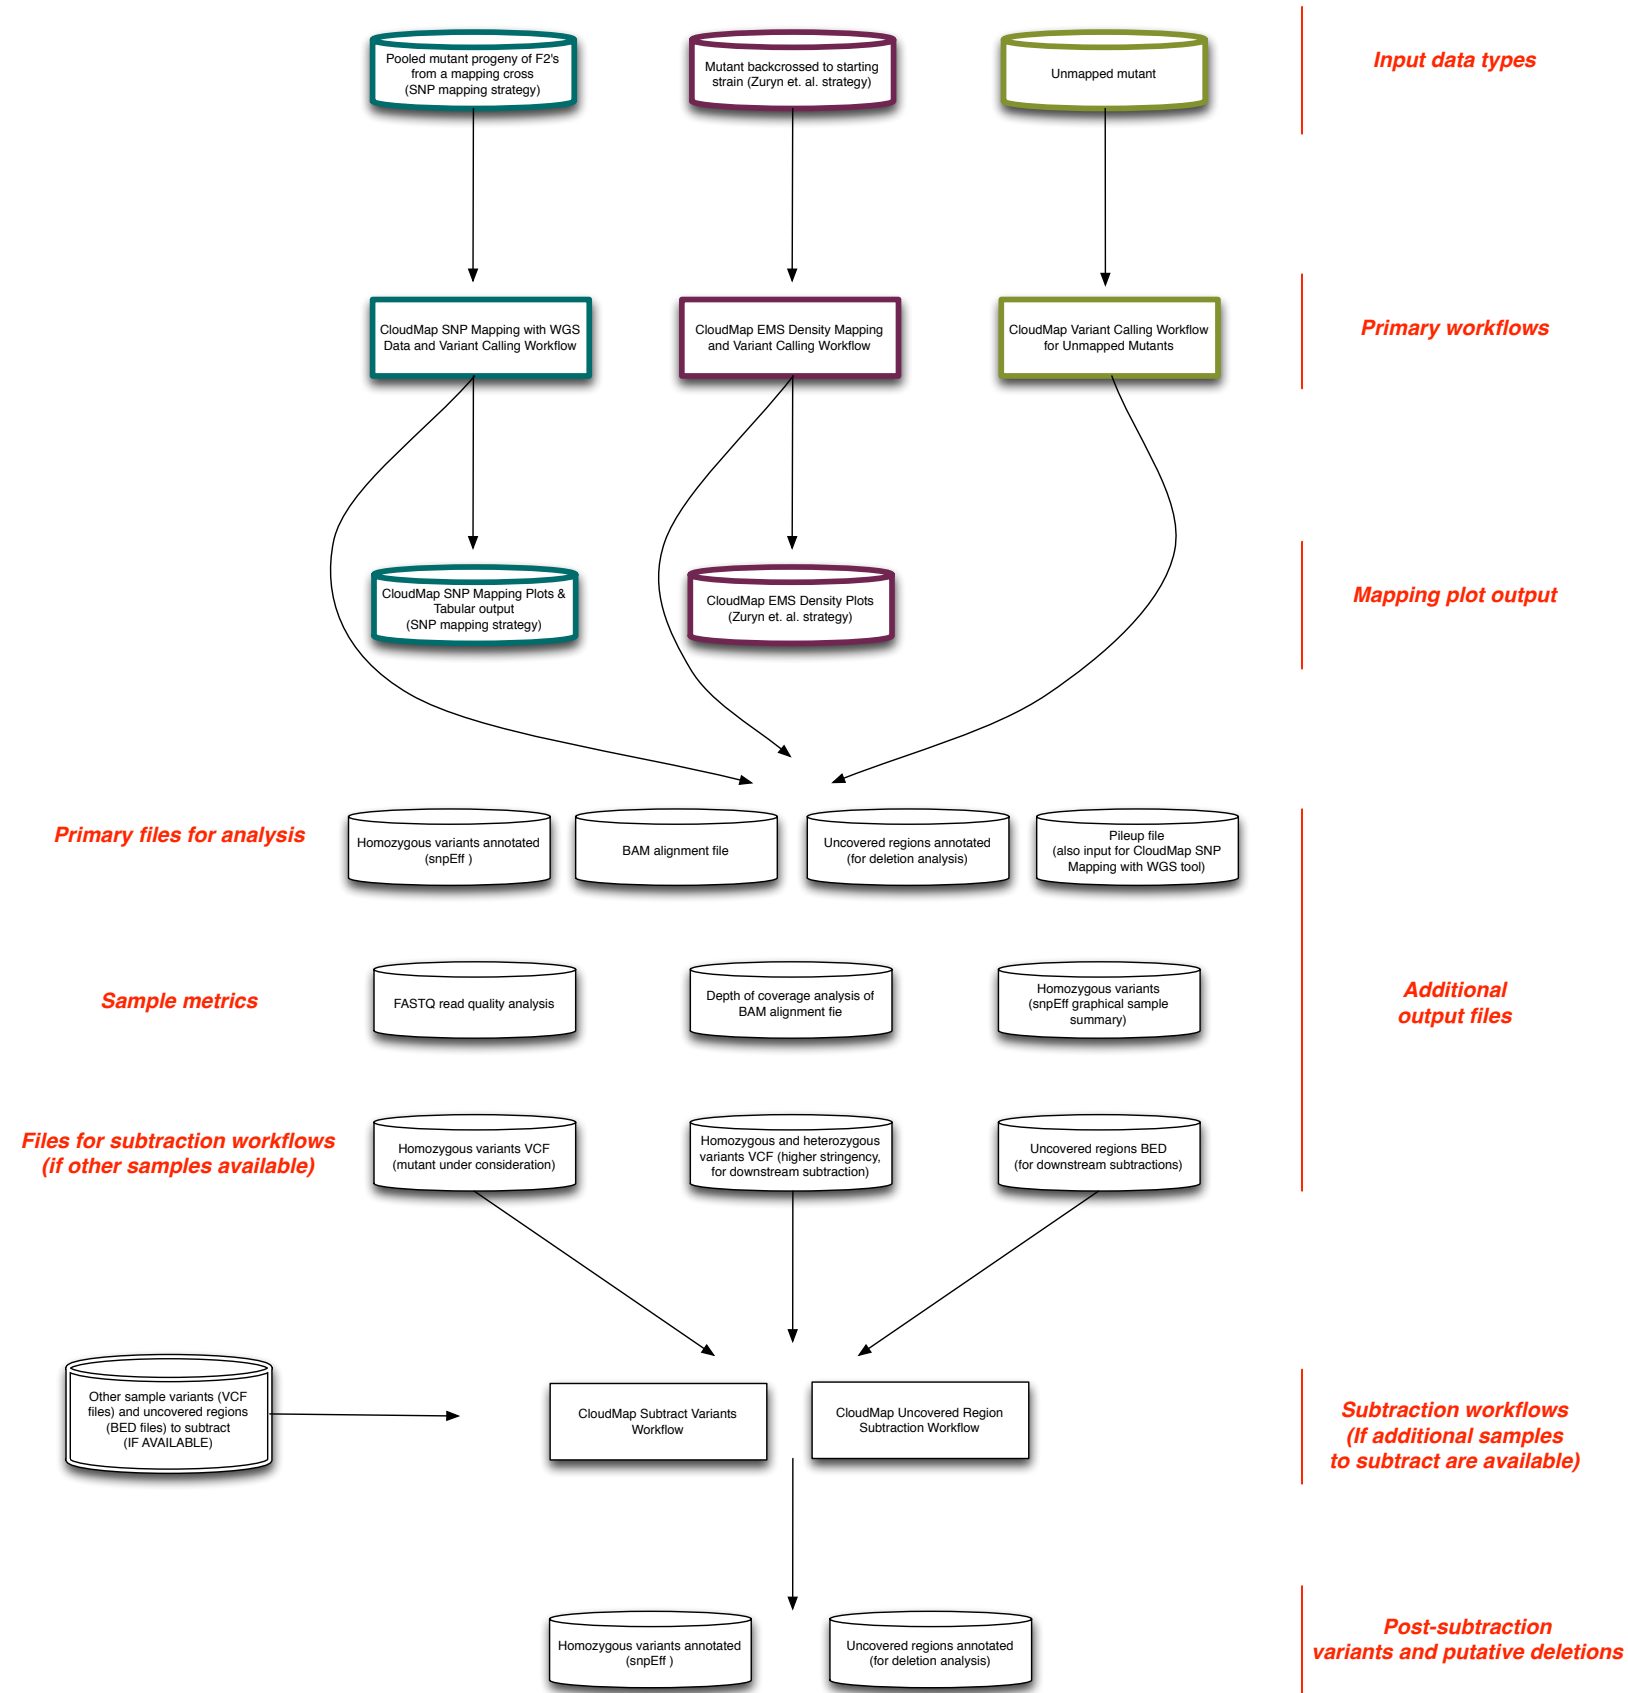 Pooled mutant progeny of F2's
from a mapping cross
(SNP mapping strategy)
Mutant backcrossed to starting
strain (Zuryn et. al. strategy)
Unmapped mutant
Input data types
CloudMap SNP Mapping with WGS
Data and Variant Calling Workflow
CloudMap EMS Density Mapping
and Variant Calling Workflow
CloudMap Variant Calling Workflow
for Unmapped Mutants
Primary workflows
CloudMap SNP Mapping Plots &
Tabular output
(SNP mapping strategy)
CloudMap EMS Density Plots
(Zuryn et. al. strategy)
Mapping plot output
Primary files for analysis
Homozygous variants annotated
(snpEff )
BAM alignment file
Uncovered regions annotated
(for deletion analysis)
Pileup file
(also input for CloudMap SNP
Mapping with WGS tool)
Sample metrics
FASTQ read quality analysis
Depth of coverage analysis of
BAM alignment fie
Homozygous variants
(snpEff graphical sample
summary)
Additional
output files
Files for subtraction workflows
(if other samples available)
Homozygous variants VCF
(mutant under consideration)
Homozygous and heterozygous
variants VCF (higher stringency,
for downstream subtraction)
Uncovered regions BED
(for downstream subtractions)
Other sample variants (VCF
files) and uncovered regions
(BED files) to subtract
(IF AVAILABLE)
CloudMap Subtract Variants
Workflow
CloudMap Uncovered Region
Subtraction Workflow
Subtraction workflows
(If additional samples
to subtract are available)
Homozygous variants annotated
(snpEff )
Uncovered regions annotated
(for deletion analysis)
Post-subtraction
variants and putative deletions